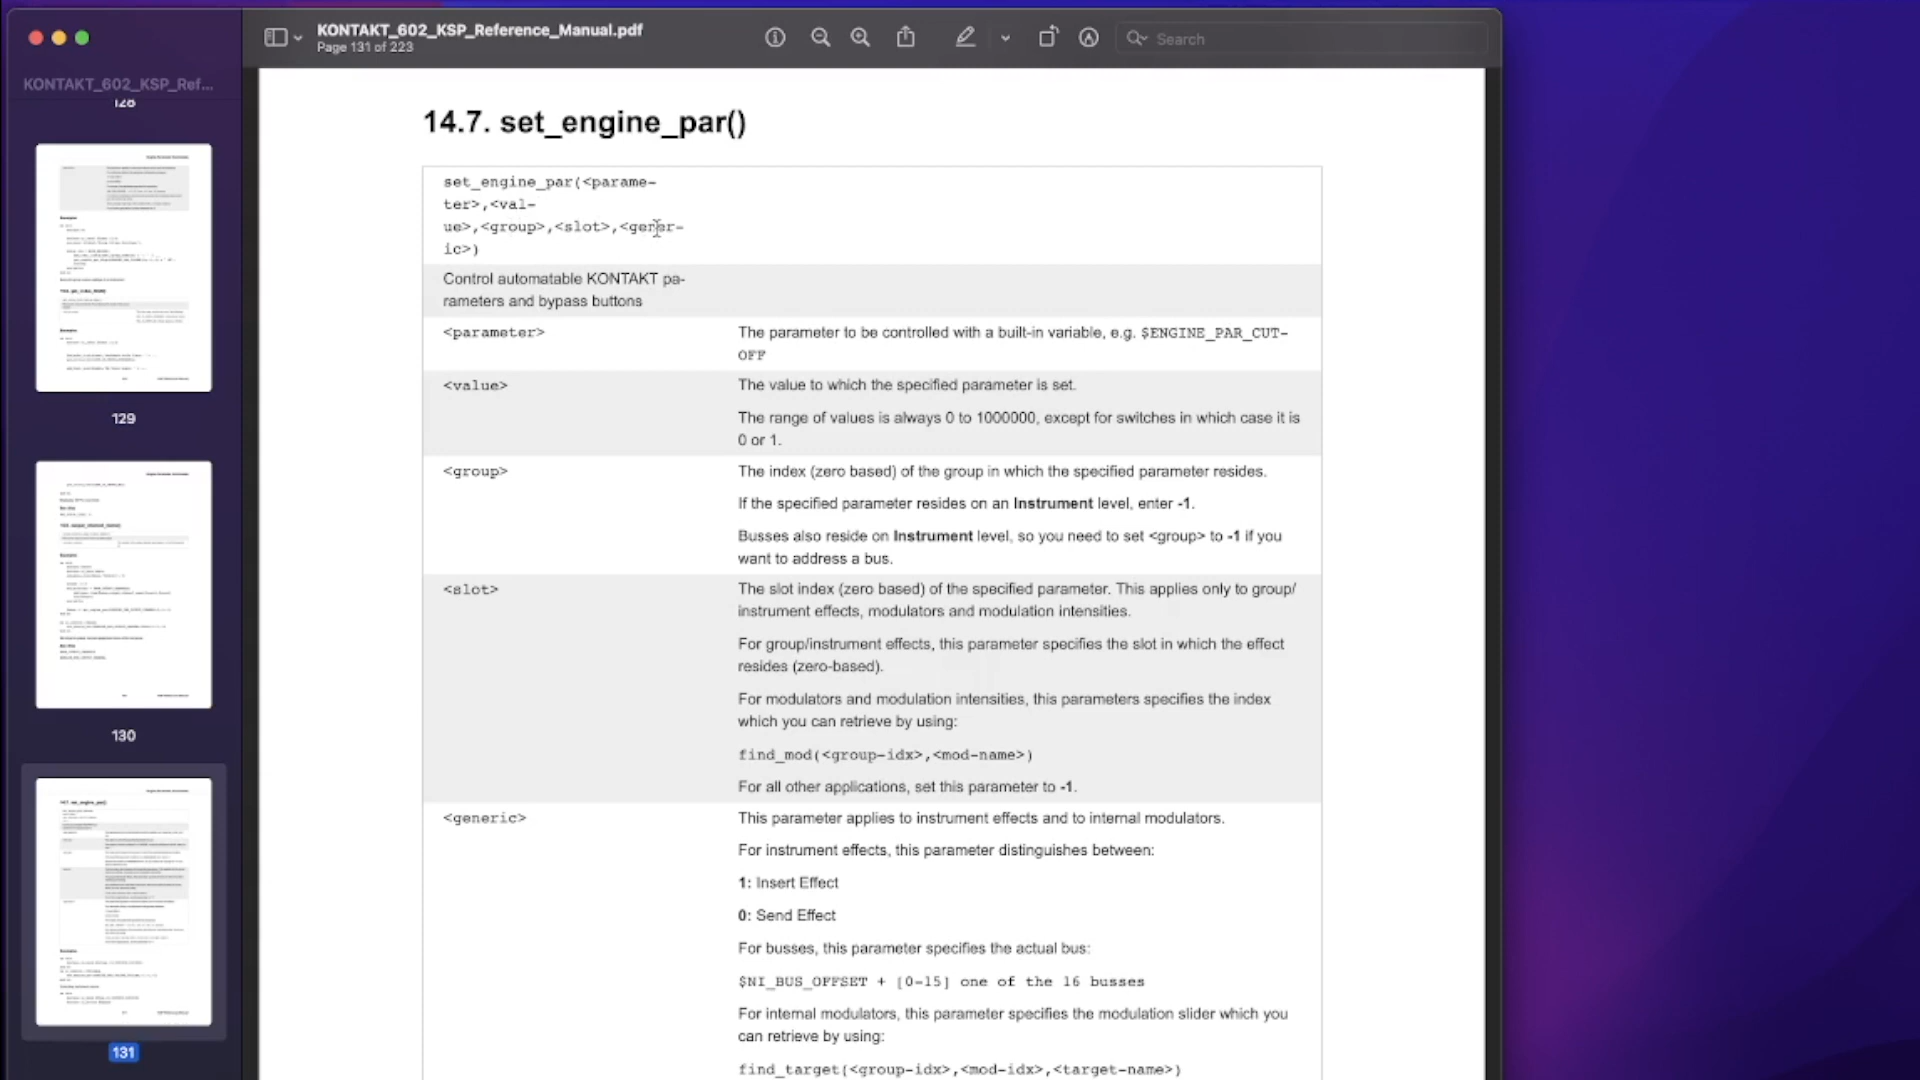 KONTAKT_602_KSP_Reference_Manual.pdf
Page 131 of 223
Search
KONTAKT_602_KSP_Ref...
128
129
130
131
14.7. set_engine_par()
set_engine_par(<parame-
ter>,<val-
ue>,<group>,<slot>,<gener-
ic>)
Control automatable KONTAKT pa-
rameters and bypass buttons
<parameter>
The parameter to be controlled with a built-in variable, e.g. $ENGINE_PAR_CUT-
OFF
<value>
The value to which the specified parameter is set.
The range of values is always 0 to 1000000, except for switches in which case it is
0 or 1.
<group>
The index (zero based) of the group in which the specified parameter resides.
If the specified parameter resides on an Instrument level, enter -1.
Busses also reside on Instrument level, so you need to set <group> to -1 if you
want to address a bus.
<slot>
The slot index (zero based) of the specified parameter. This applies only to group/
instrument effects, modulators and modulation intensities.
For group/instrument effects, this parameter specifies the slot in which the effect
resides (zero-based).
For modulators and modulation intensities, this parameters specifies the index
which you can retrieve by using:
find_mod(<group-idx>,<mod-name>)
For all other applications, set this parameter to -1.
<generic>
This parameter applies to instrument effects and to internal modulators.
For instrument effects, this parameter distinguishes between:
1: Insert Effect
0: Send Effect
For busses, this parameter specifies the actual bus:
$NI_BUS_OFFSET + [0-15] one of the 16 busses
For internal modulators, this parameter specifies the modulation slider which you
can retrieve by using:
find_target(<group-idx>,<mod-idx>,<target-name>)